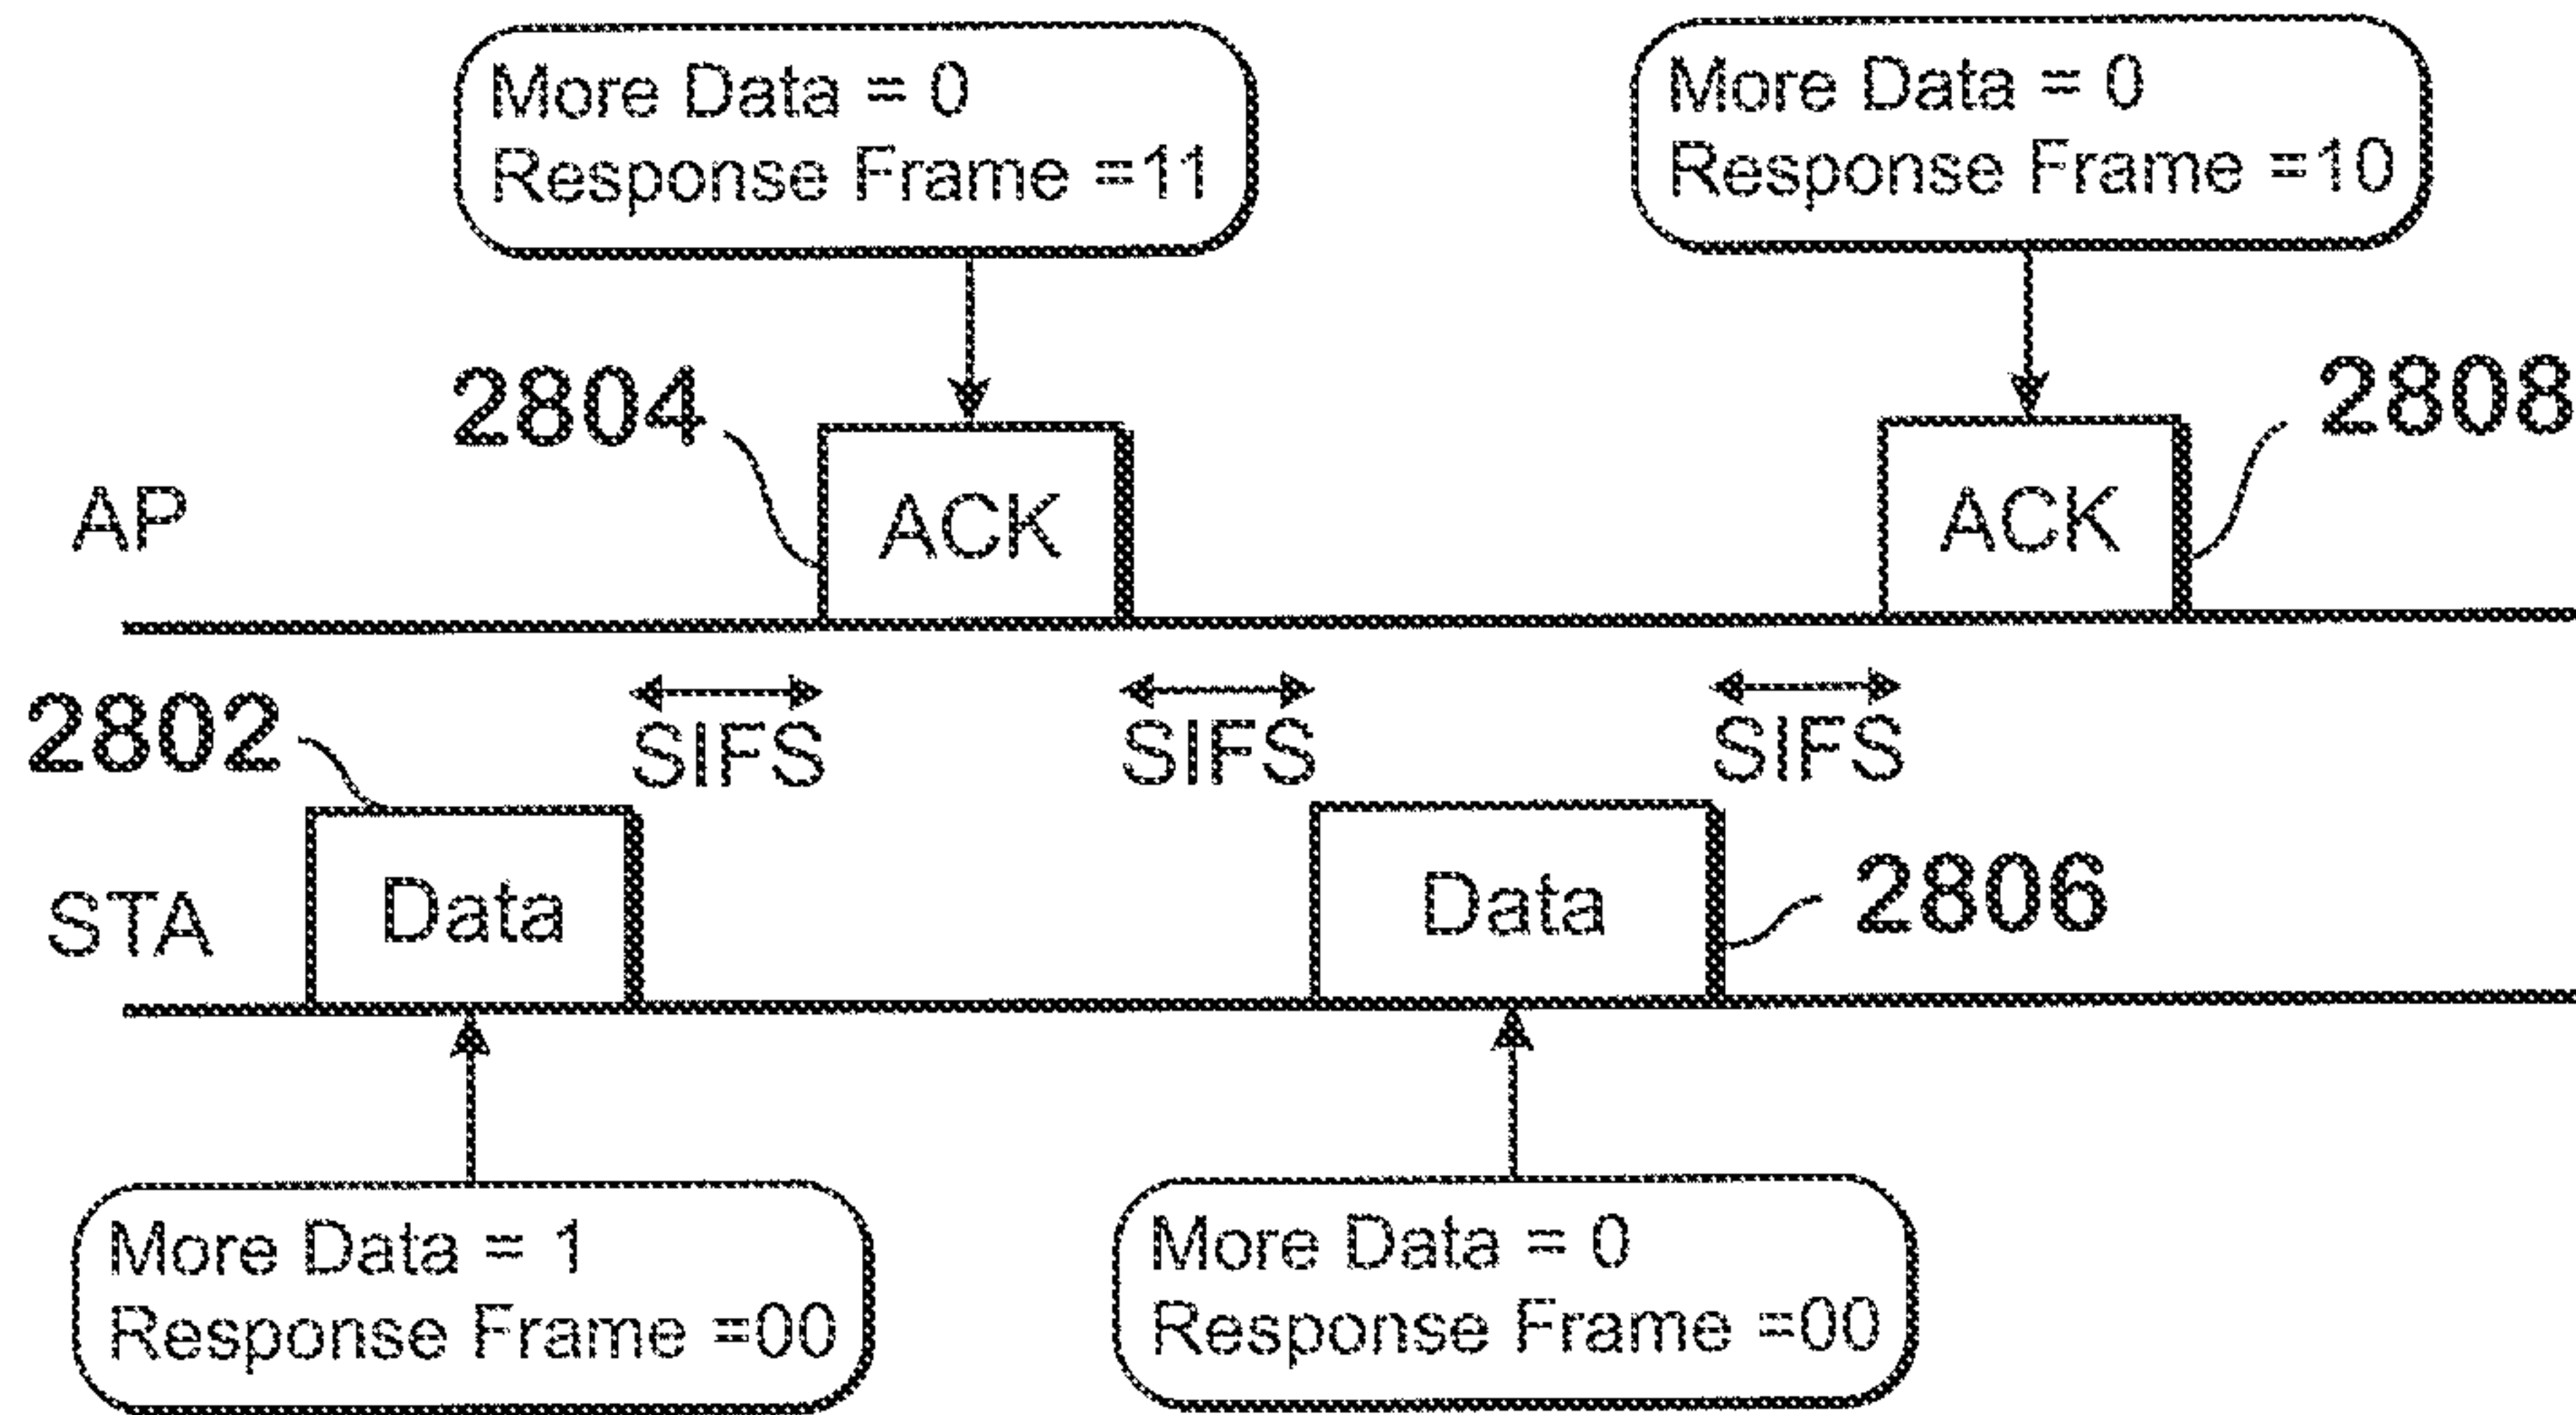 More Data = 0
Response Frame =11
More Data = 0
Response Frame =10
2804
2808
AP
ACK
ACK
2802
SIFS
SIFS
SIFS
STA
Data
Data
2806
More Data = 1
Response Frame =00
More Data = 0
Response Frame =00